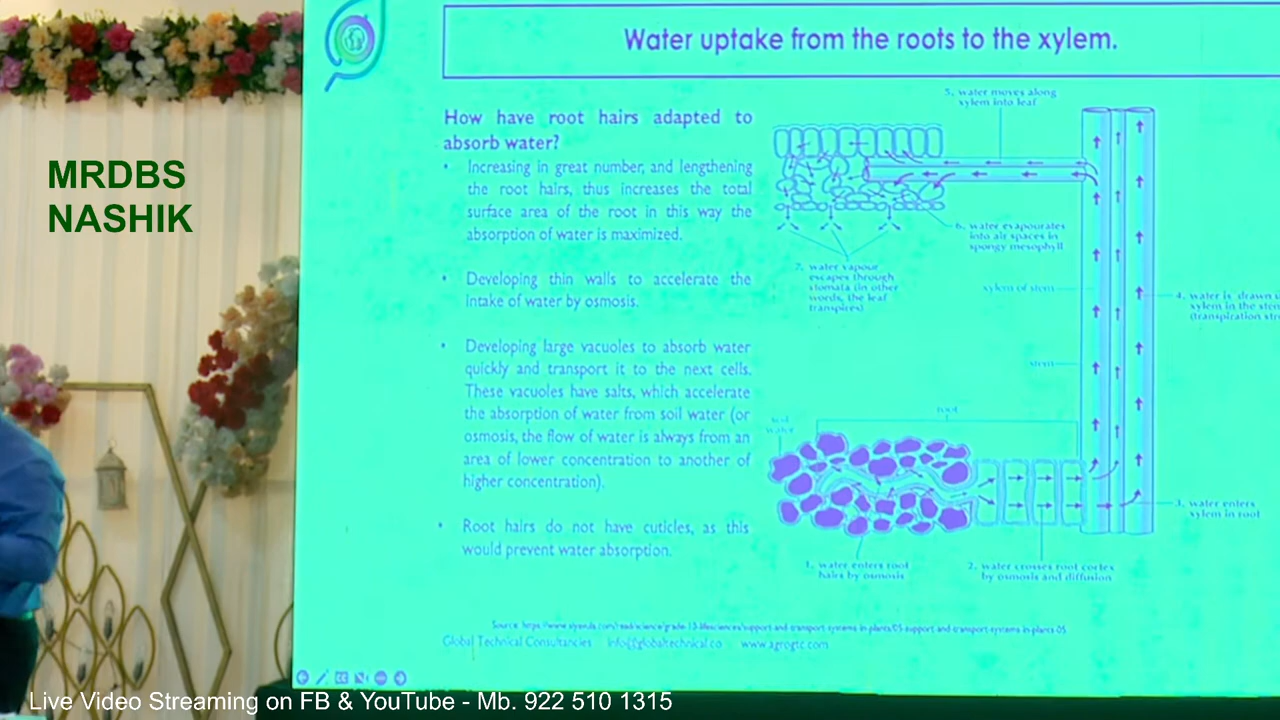 Water uptake from the roots to the xylem.
MRDBS
NASHIK
How have root hairs adapted to
absorb water?
• Increasing in great number, and lengthening
the root hairs, thus increases the total
surface area of the root in this way the
absorption of water is maximized.
• Developing thin walls to accelerate the
intake of water by osmosis.
• Developing large vacuoles to absorb water
quickly and transport it to the next cells.
These vacuoles have salts, which accelerate
the absorption of water from soil water (or
osmosis, the flow of water is always from an
area of lower concentration to another of
higher concentration).
• Root hairs do not have cuticles, as this
would prevent water absorption.
5. water moves along
xylem into leaf
6. water evapourates
into air spaces in
spongy mesophyll
7. water vapour
escapes through
stomata (in other
words, the leaf
transpires)
xylem of stem
4. water is drawn
xylem in the
(transpiration
stem
root
soil
water
3. water enters
xylem in root
1. water enters root
hairs by osmosis
2. water crosses root cortex
by osmosis and diffusion
Global Technical Consultancies info@globaltechnical.co www.agrogtc.com
Live Video Streaming on FB & YouTube - Mb. 922 510 1315